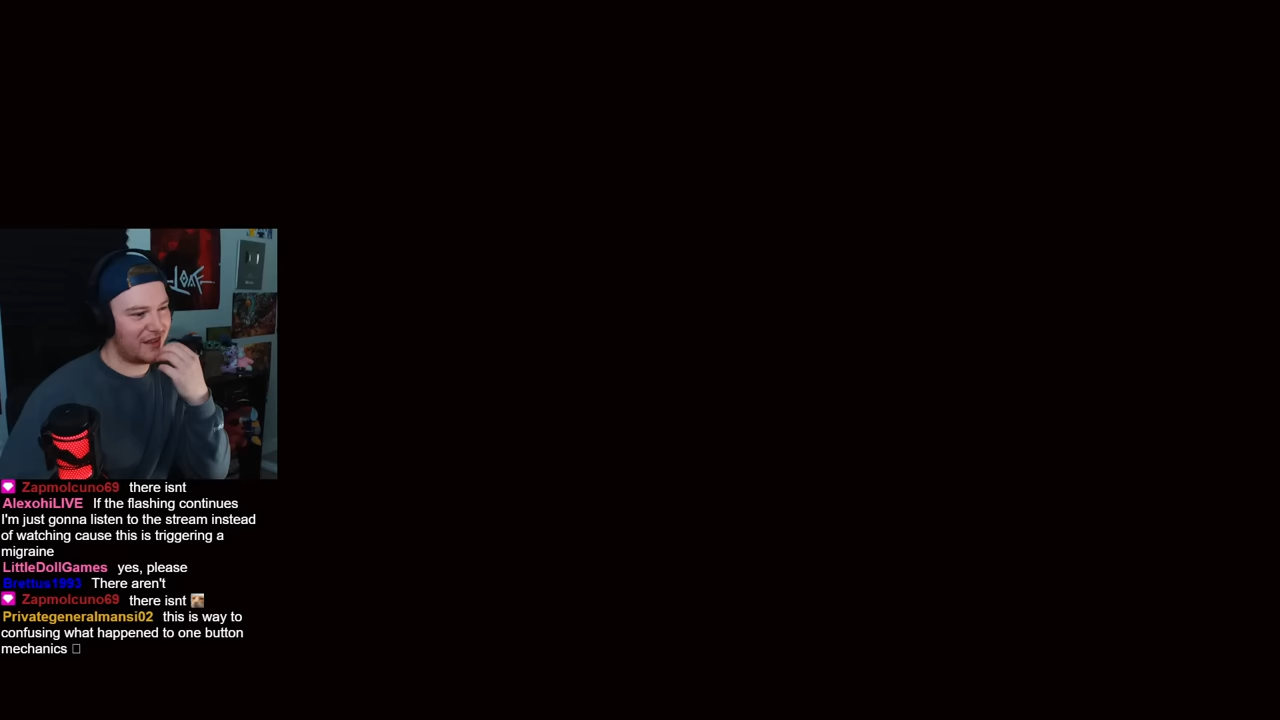 LOAF
Zapmolcuno69 there isnt
AlexohiLIVE If the flashing continues
I'm just gonna listen to the stream instead
of watching cause this is triggering a
migraine
LittleDollGames yes, please
Brettus1993 There aren't
Zapmolcuno69 there isnt
Privategeneralmansi02 this is way to
confusing what happened to one button
mechanics